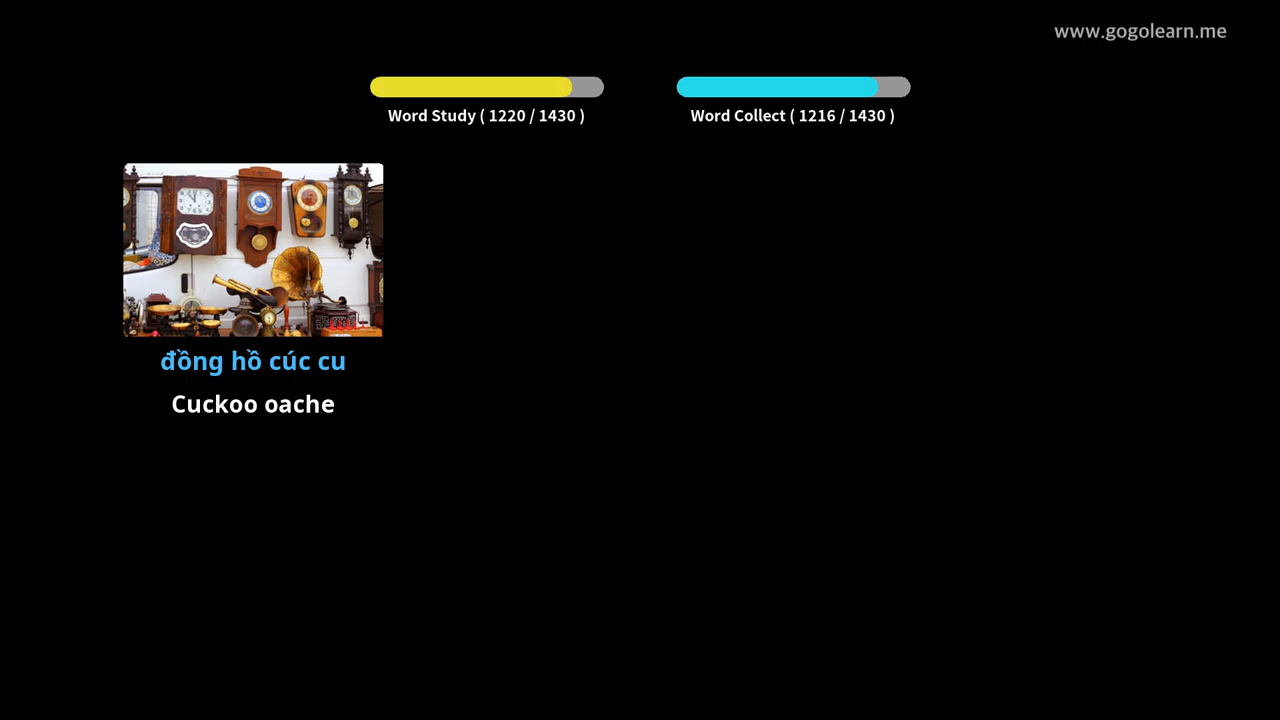 www.gogolearn.me
Word Study ( 1220 / 1430 )
Word Collect ( 1216 / 1430 )
đồng hồ cúc cu
Cuckoo oache